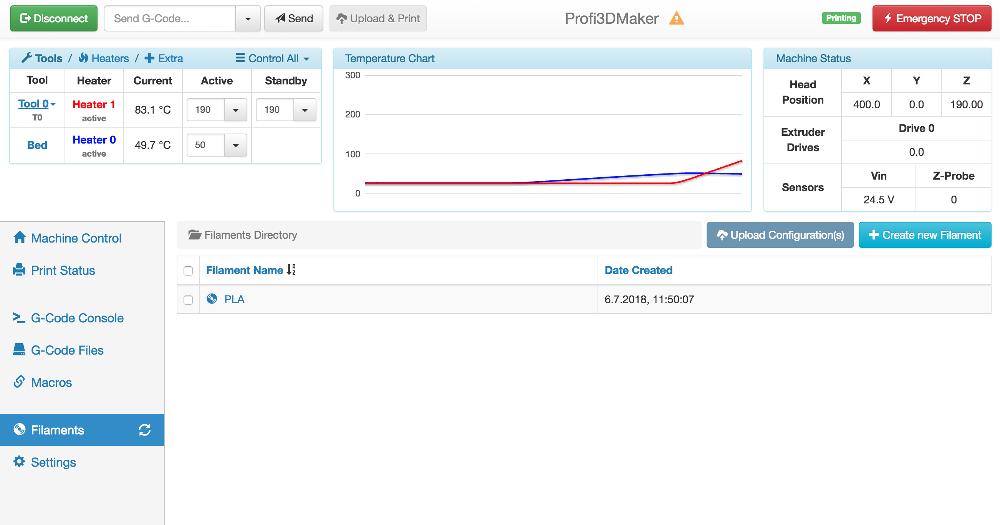 Disconnect Send G-Code... Send Upload & Print Profi3DMaker Printing Emergency STOP
Tools / Heaters / Extra Control All
Tool Heater Current Active Standby
Tool 0 Heater 1 83.1 °C 190 190
T0 active
Bed Heater 0 49.7 °C 50
active
Temperature Chart
300
200
100
0
Machine Status
Head Position X Y Z
400.0 0.0 190.00
Extruder Drives Drive 0
0.0
Sensors Vin Z-Probe
24.5 V 0
Machine Control
Print Status
G-Code Console
G-Code Files
Macros
Filaments
Settings
Filaments Directory Upload Configuration(s) Create new Filament
Filament Name Date Created
PLA 6.7.2018, 11:50:07